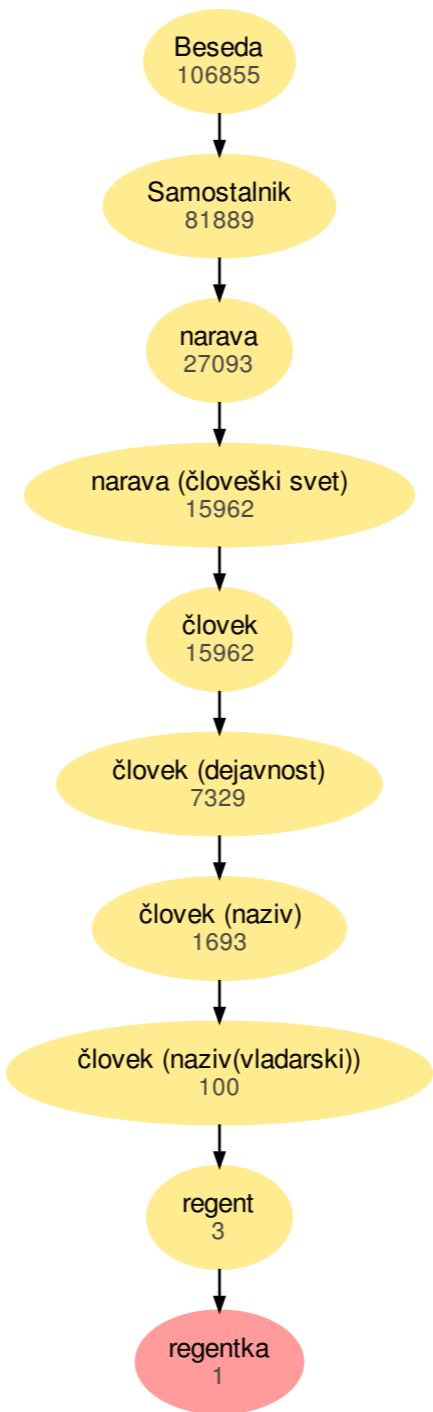 Beseda
106855
Samostalnik
81889
narava
27093
narava (človeški svet)
15962
človek
15962
človek (dejavnost)
7329
človek (naziv)
1693
človek (naziv(vladarski))
100
regent
3
regentka
1